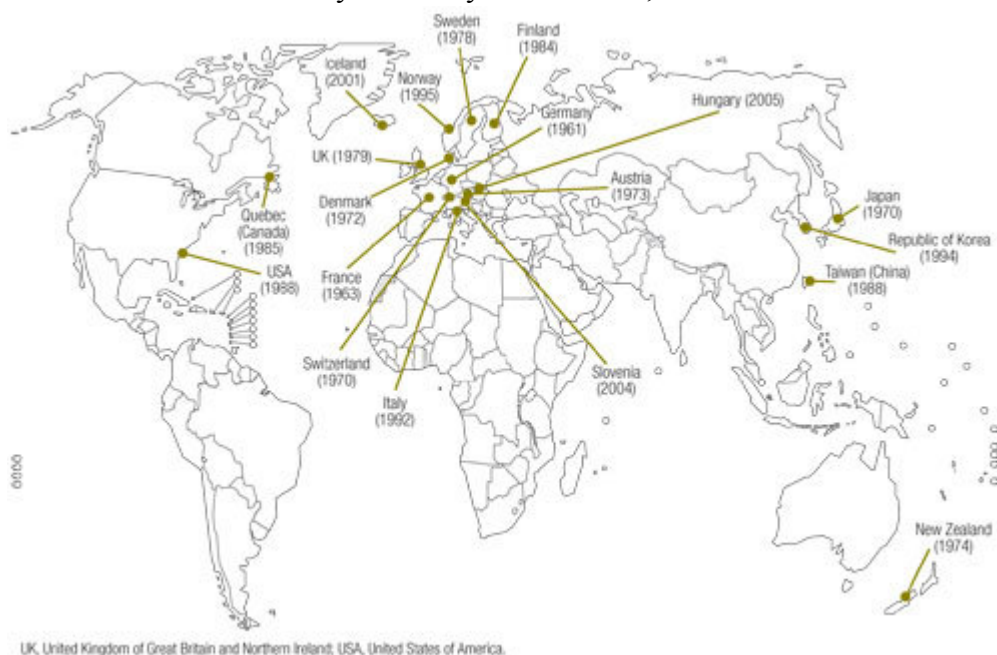 Sweden
(1978)
Finland
(1984)
Iceland
(2001)
Norway
(1995)
Germany
(1961)
Hungary (2005)
UK (1979)
Denmark
(1972)
Austria
(1973)
Japan
(1970)
Quebec
(Canada)
(1985)
Republic of Korea
(1994)
USA
(1988)
France
(1963)
Taiwan (China)
(1988)
Switzerland
(1970)
Slovenia
(2004)
Italy
(1992)
New Zealand
(1974)
UK, United Kingdom of Great Britain and Northern Ireland; USA, United States of America.